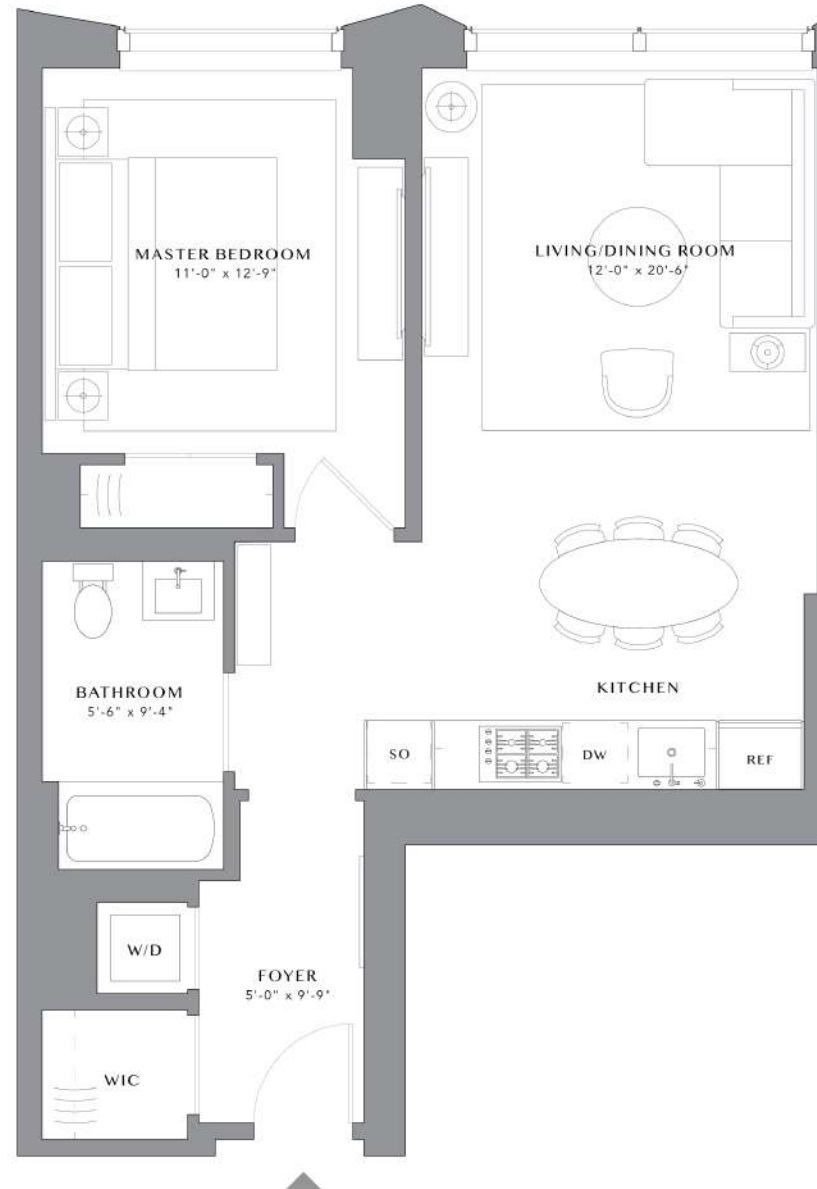 MASTER BEDROOM
11'-0" x 12'-9"
LIVING/DINING ROOM
12'-0" x 20'-6"
KITCHEN
BATHROOM
5'-6" x 9'-4"
SO
DW
REF
W/D
FOYER
5'-0" x 9'-9"
WIC